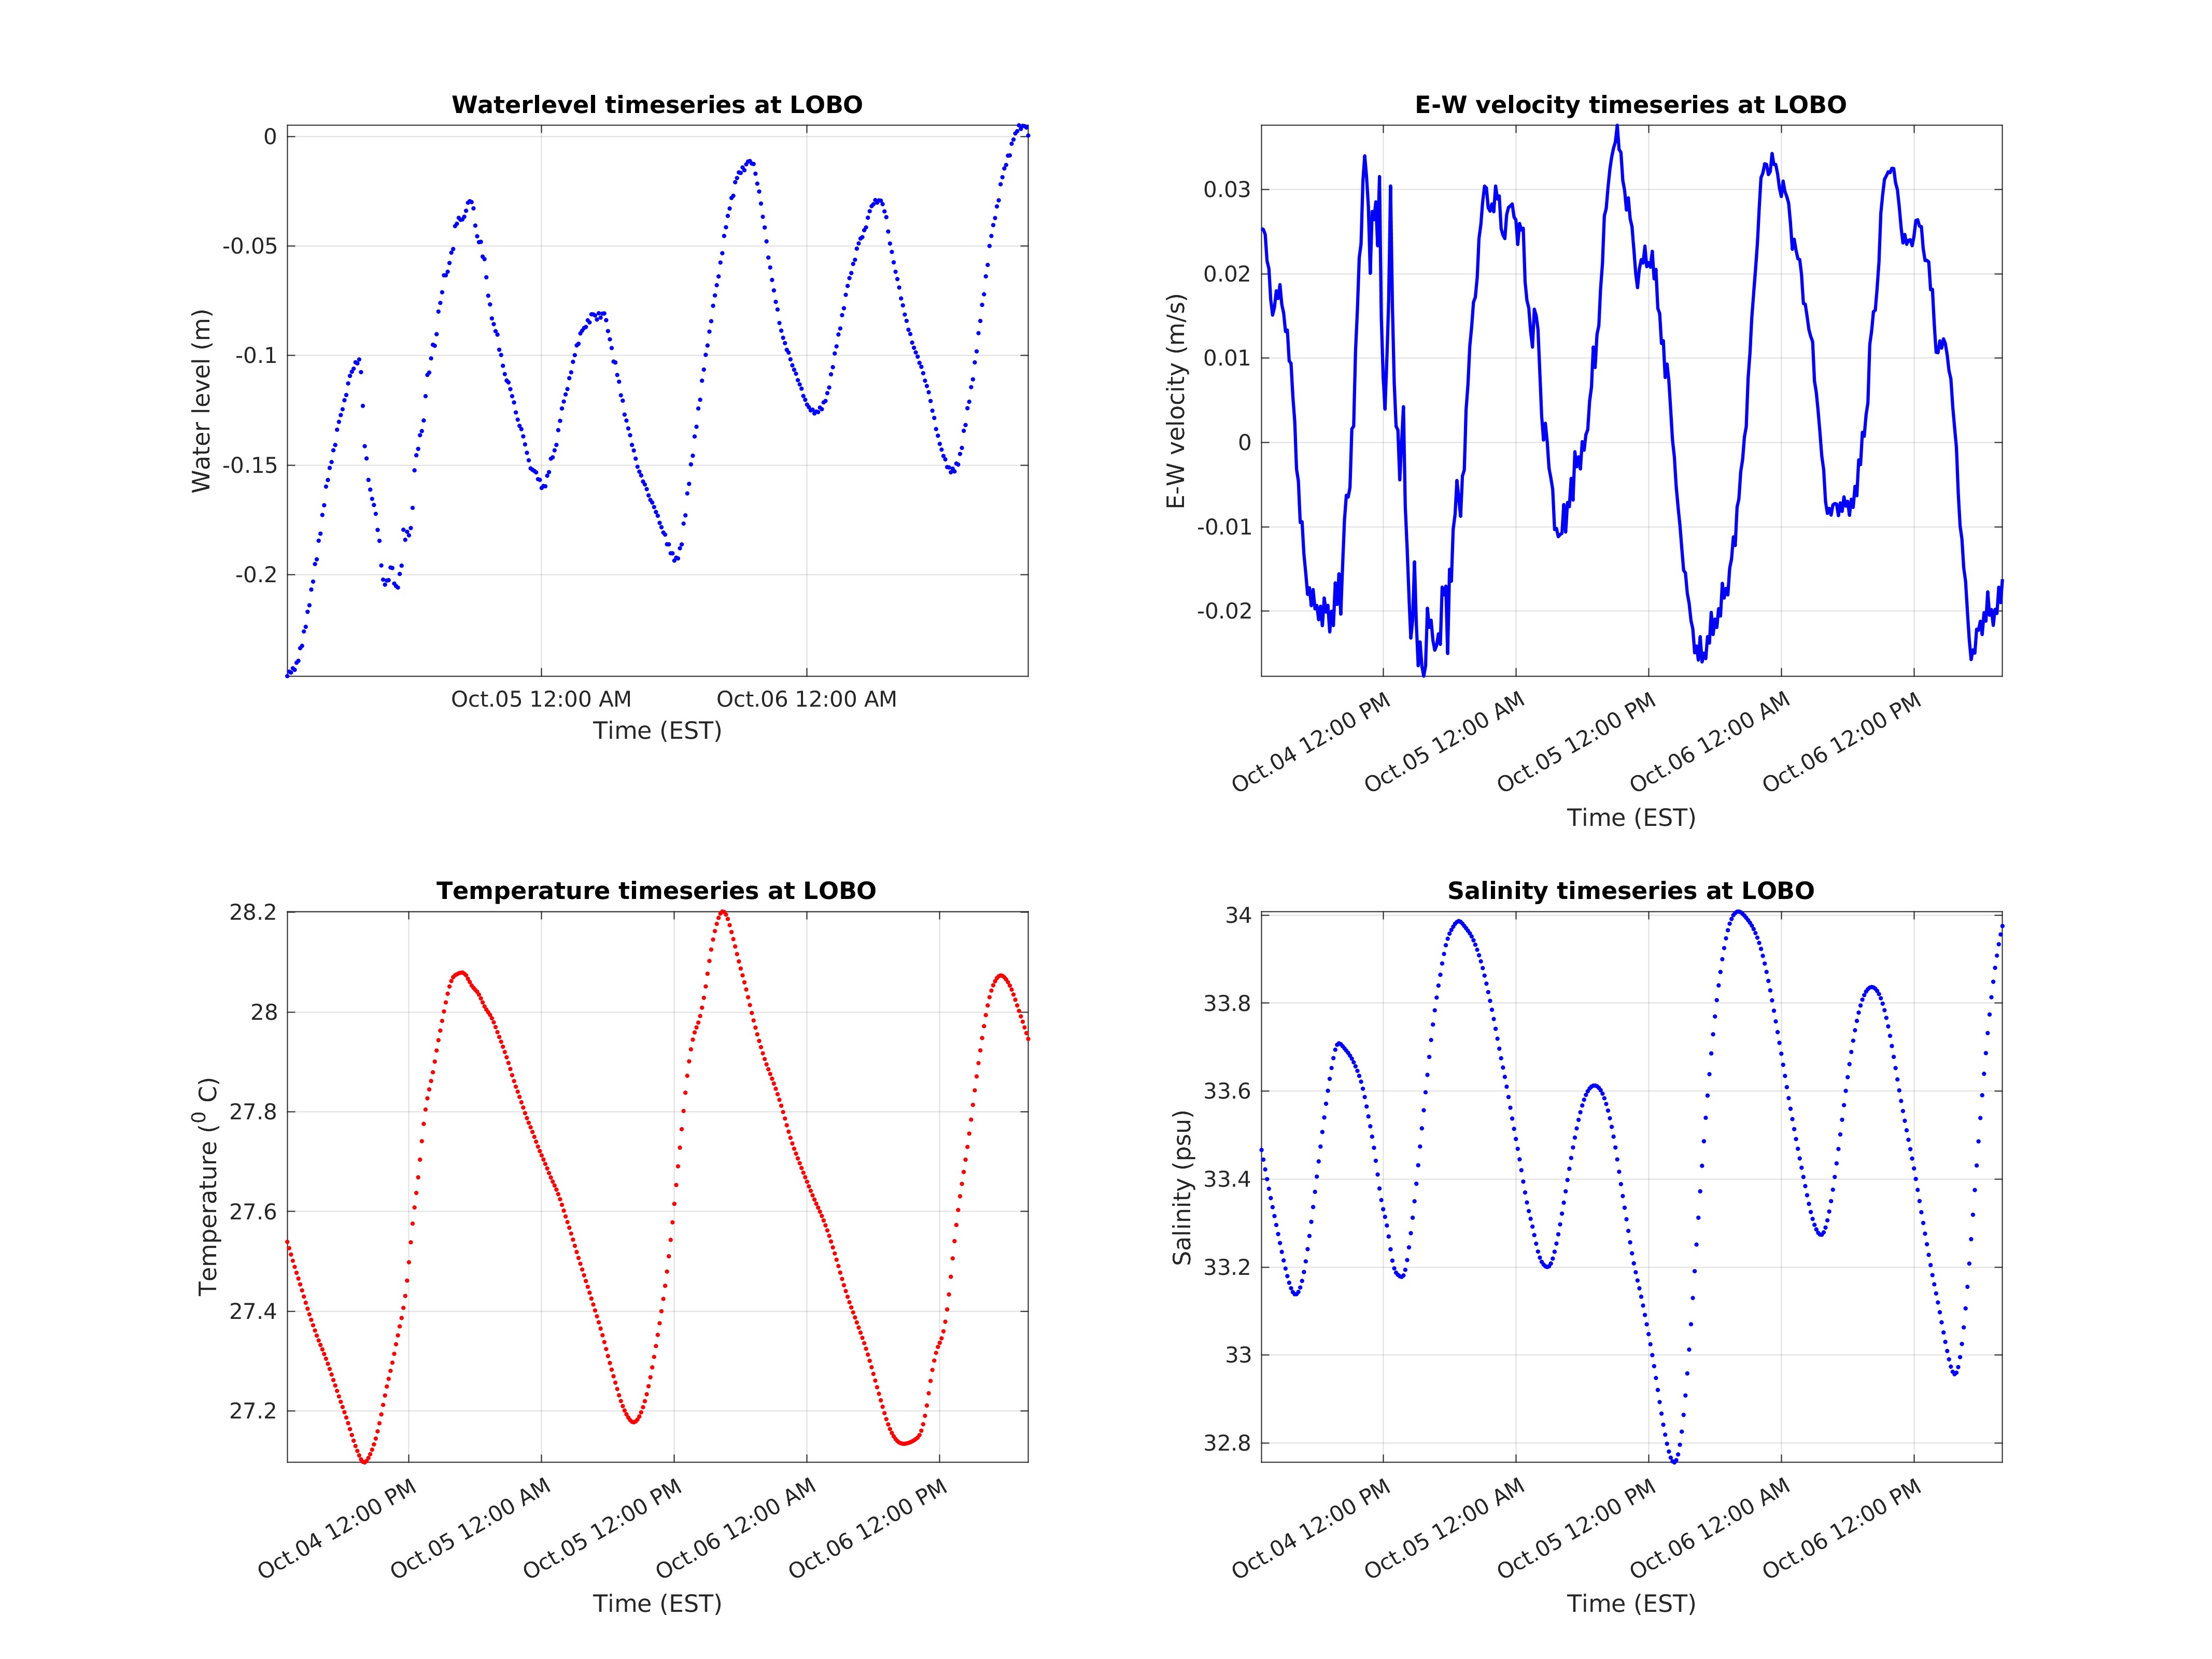 Waterlevel timeseries at LOBO
0
-0.05
-0.1
-0.15
-0.2
Water level (m)
Oct.05 12:00 AM
Oct.06 12:00 AM
Time (EST)
E-W velocity timeseries at LOBO
0.03
0.02
0.01
0
-0.01
-0.02
E-W velocity (m/s)
Oct.04 12:00 PM
Oct.05 12:00 AM
Oct.05 12:00 PM
Oct.06 12:00 AM
Oct.06 12:00 PM
Time (EST)
Temperature timeseries at LOBO
28.2
28
27.8
27.6
27.4
27.2
Temperature (⁰ C)
Oct.04 12:00 PM
Oct.05 12:00 AM
Oct.05 12:00 PM
Oct.06 12:00 AM
Oct.06 12:00 PM
Time (EST)
Salinity timeseries at LOBO
34
33.8
33.6
33.4
33.2
33
32.8
Salinity (psu)
Oct.04 12:00 PM
Oct.05 12:00 AM
Oct.05 12:00 PM
Oct.06 12:00 AM
Oct.06 12:00 PM
Time (EST)